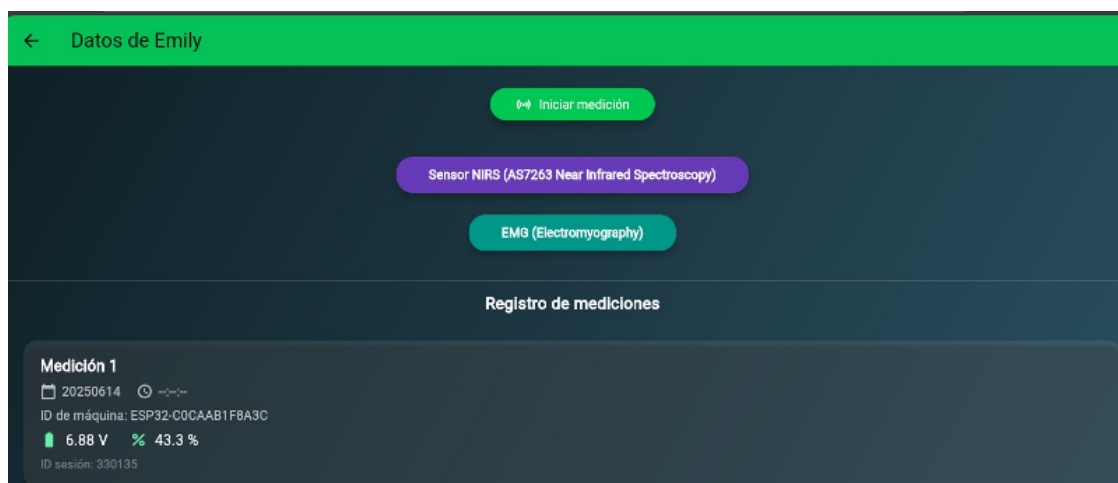 Datos de Emily
Iniciar medición
Sensor NIRS (AS7263 Near Infrared Spectroscopy)
EMG (Electromyography)
Registro de mediciones
Medición 1
20250614 --:--:--
ID de máquina: ESP32-C0CAAB1F8A3C
6.88 V % 43.3 %
ID sesión: 330135